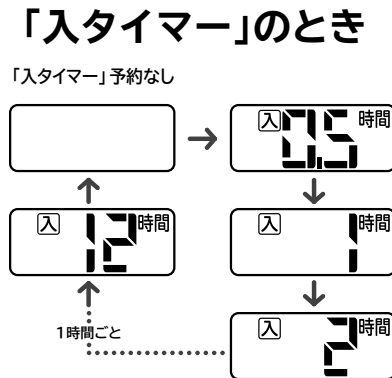 「入タイマー」のとき
「入タイマー」予約なし
入 0.5 時間
入 12 時間
入 1 時間
1時間ごと
入 2 時間